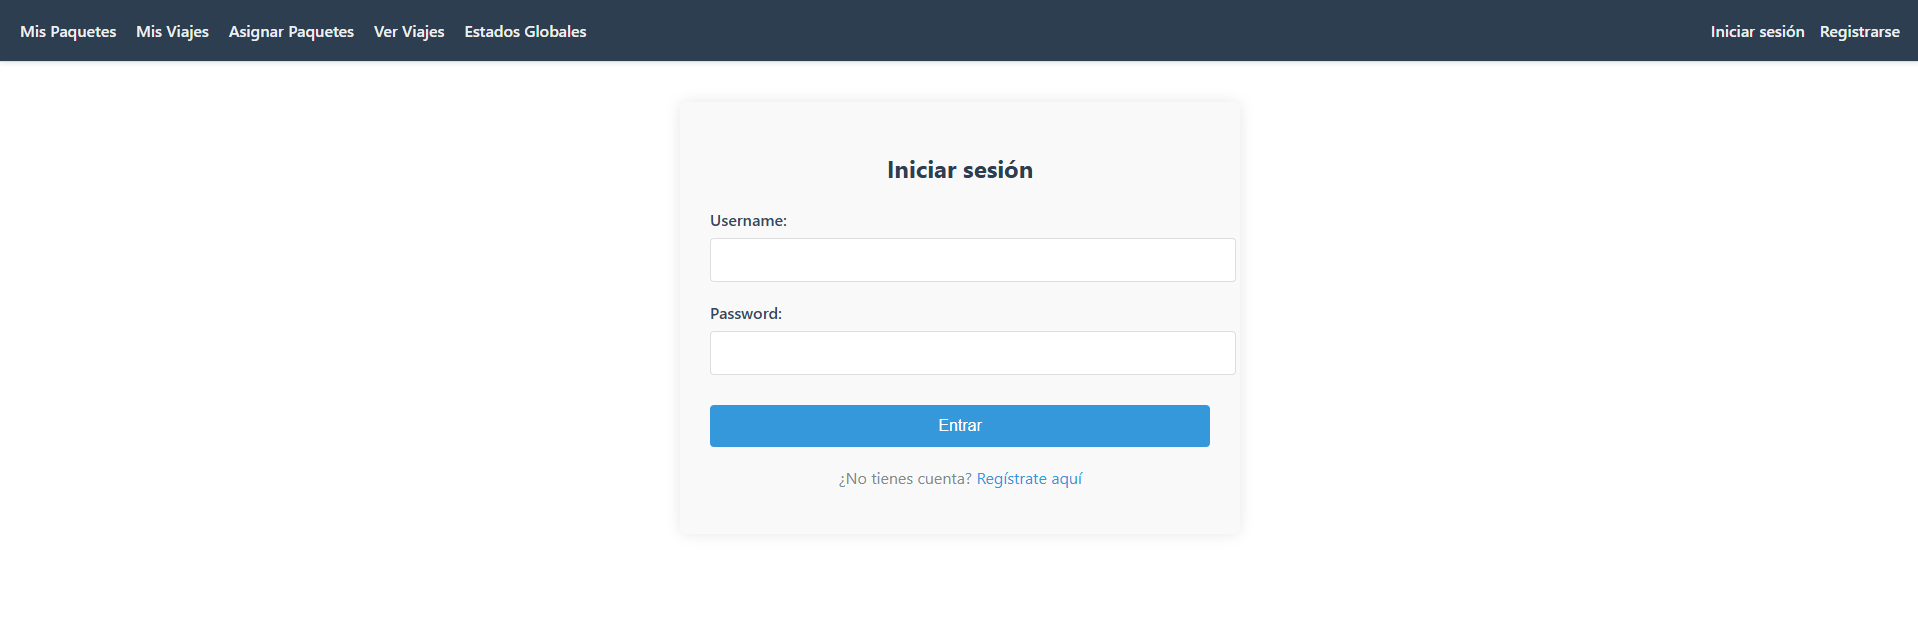 Mis Paquetes Mis Viajes Asignar Paquetes Ver Viajes Estados Globales Iniciar sesión Registrarse
Iniciar sesión
Username:
Password:
Entrar
¿No tienes cuenta? Regístrate aquí